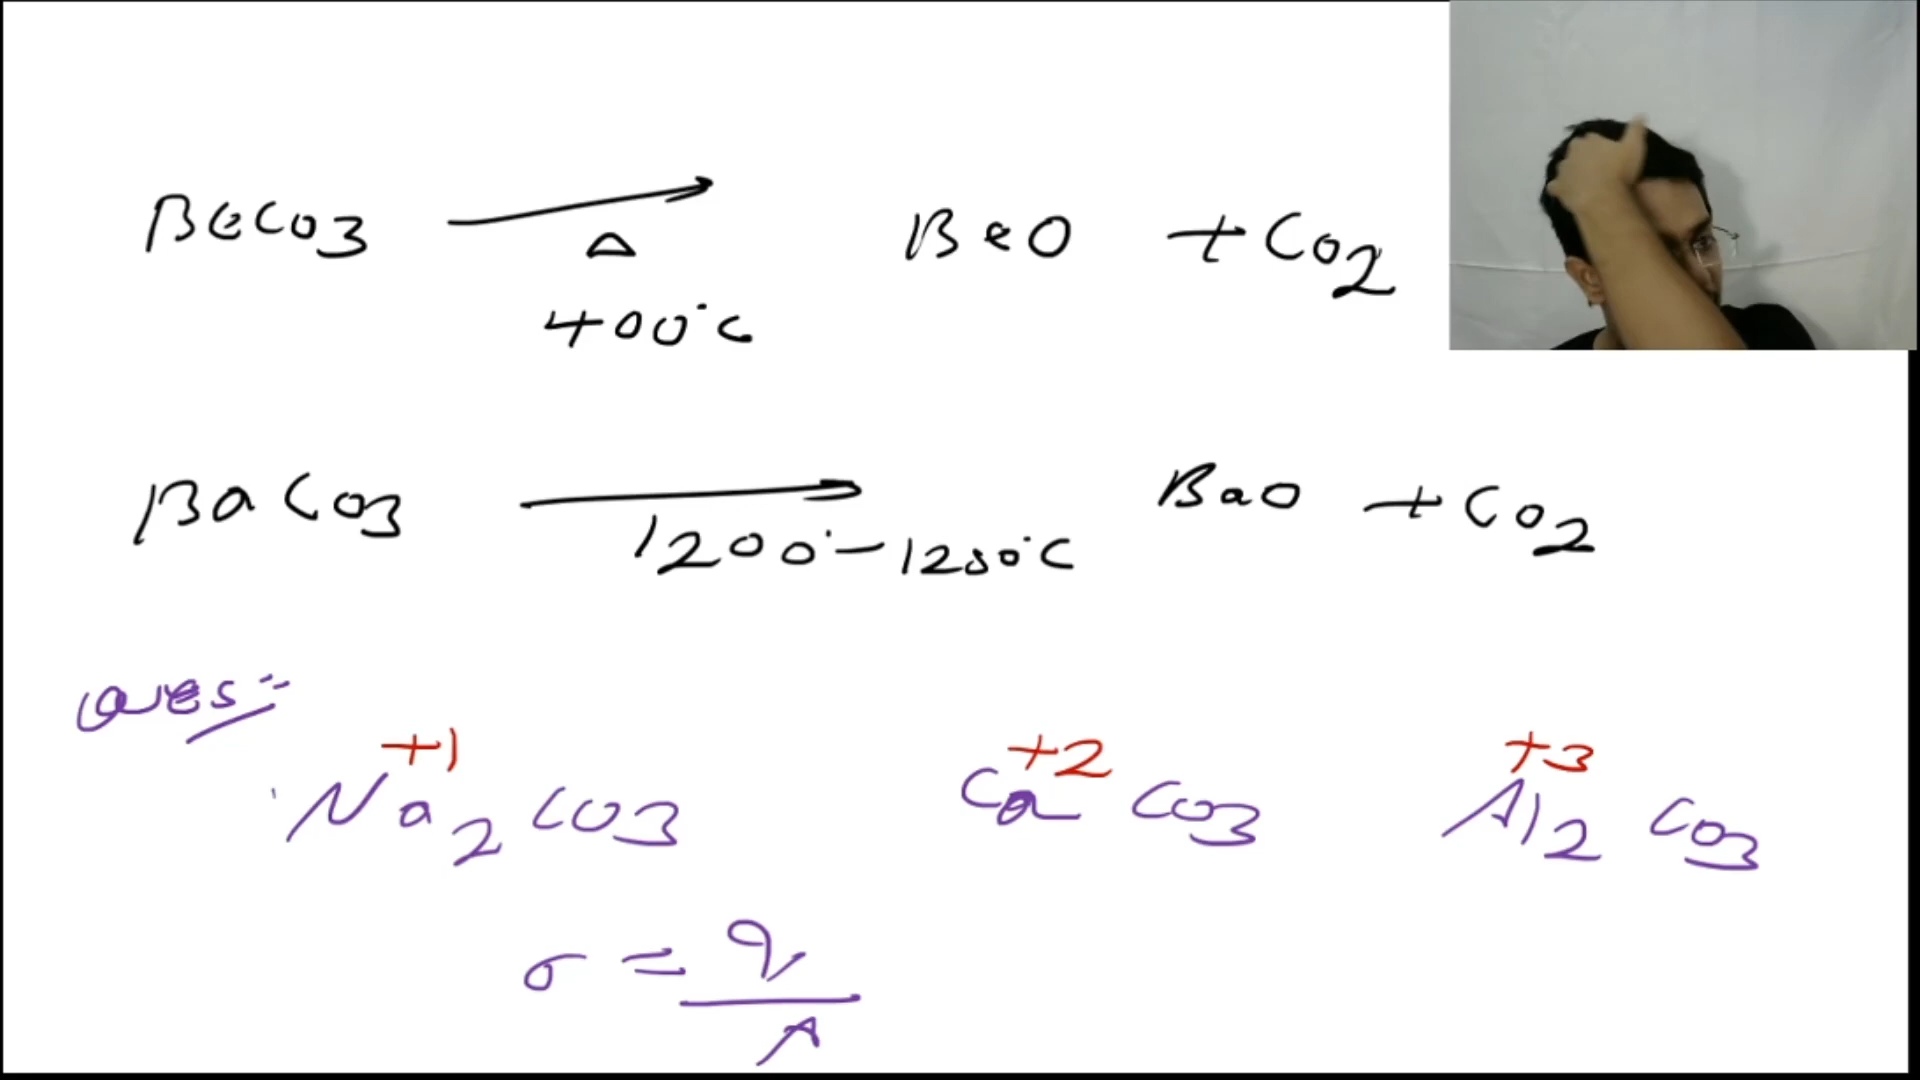 BeCO3 → BeO + CO2
Δ
400°C
BaCO3 → BaO + CO2
1200° - 1250°C
Ques:-
+1 +2 +3
Na2CO3 CaCO3 Al2CO3
σ = q
A